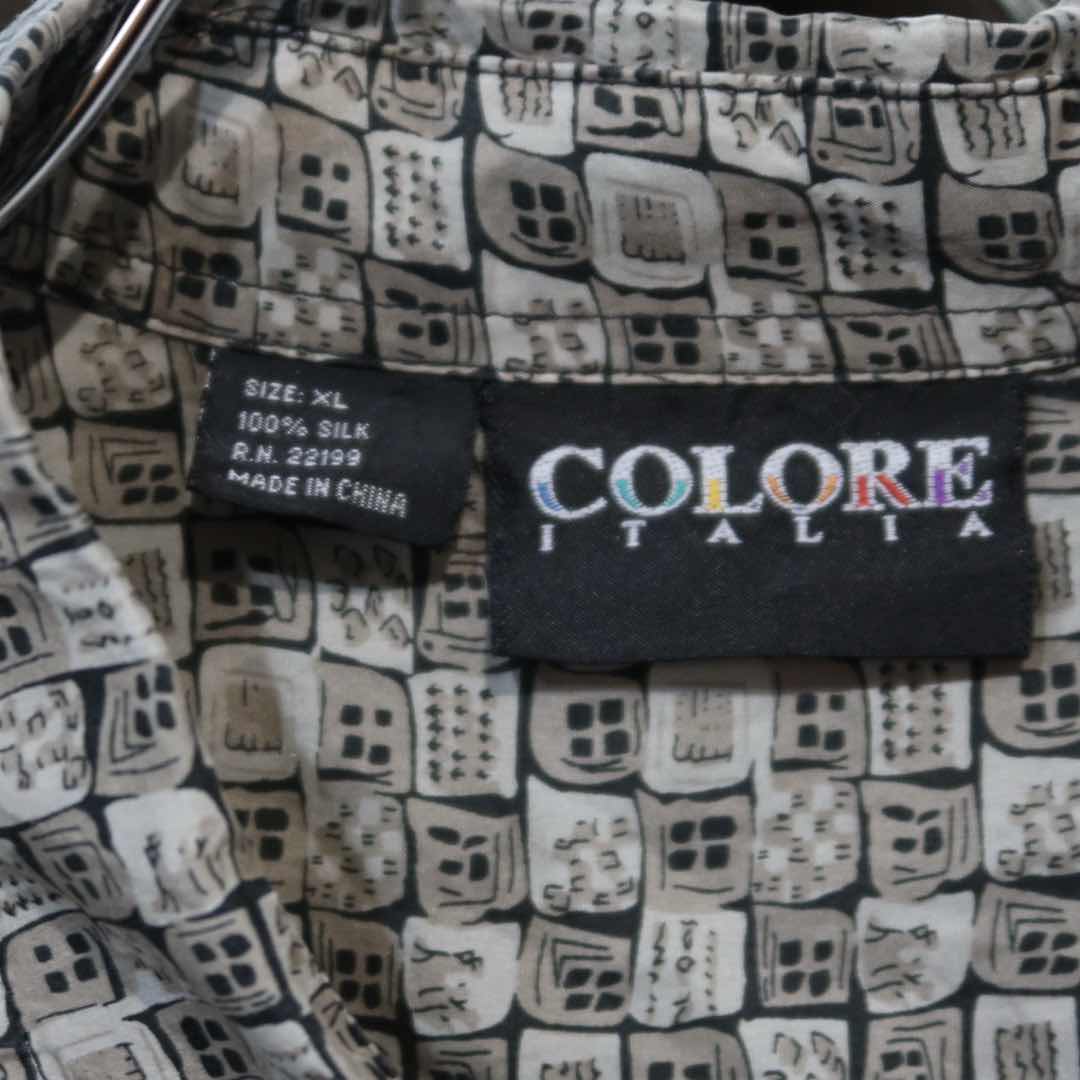 SIZE: XL
100% SILK
R.N. 22199
MADE IN CHINA
COLORE
ITALIA